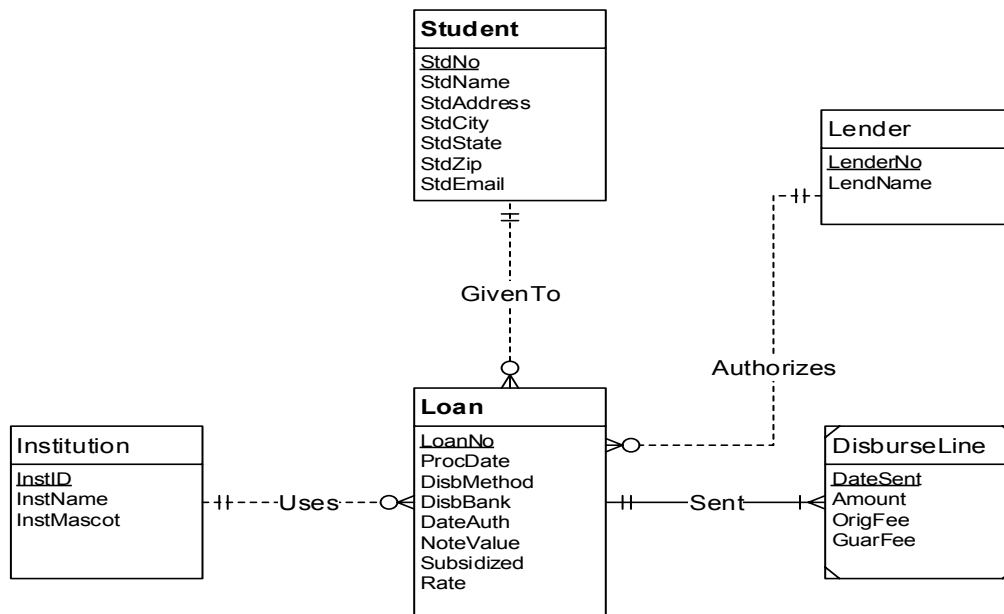 Student
StdNo
StdName
StdAddress
StdCity
StdState
StdZip
StdEmail
Lender
LenderNo
LendName
GivenTo
Authorizes
Institution
InstID
InstName
InstMascot
Uses
Loan
LoanNo
ProcDate
DisbMethod
DisbBank
DateAuth
NoteValue
Subsidized
Rate
Sent
DisburseLine
DateSent
Amount
OrigFee
GuarFee